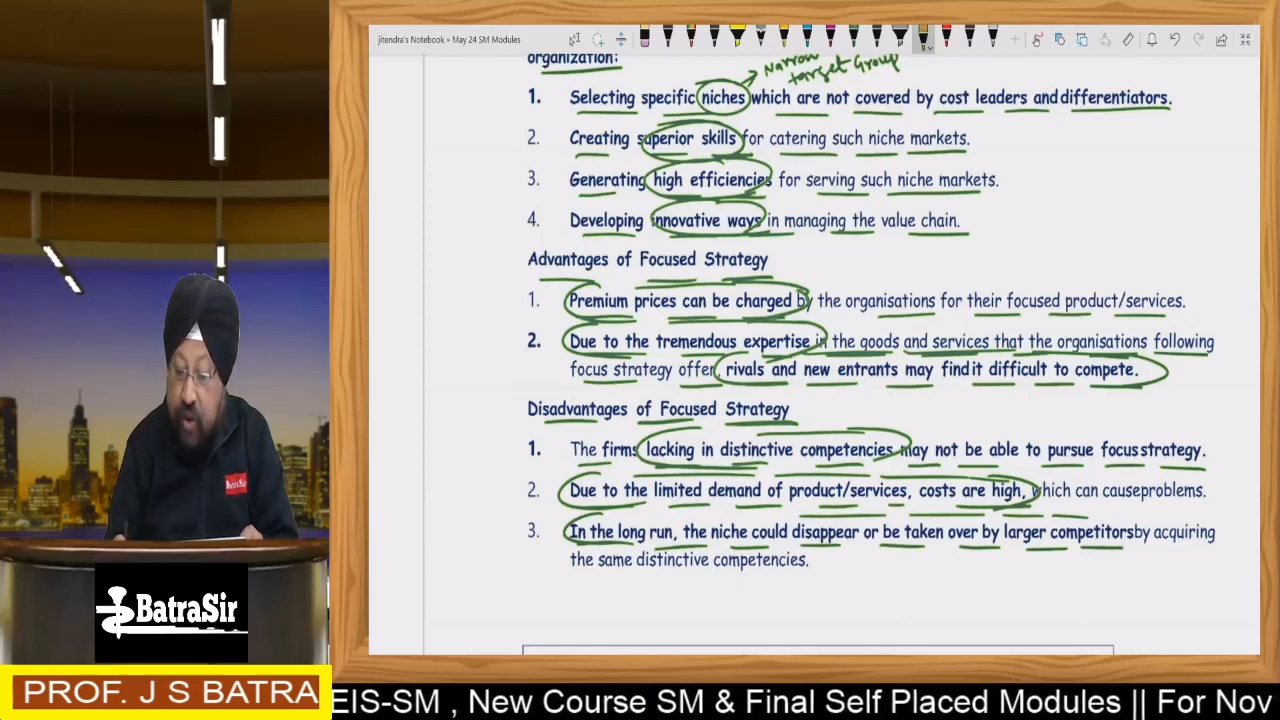 jitendra's Notebook » May 24 SM Modules
organization:
Narrow
target Group
1. Selecting specific niches which are not covered by cost leaders and differentiators.
2. Creating superior skills for catering such niche markets.
3. Generating high efficiencies for serving such niche markets.
4. Developing innovative ways in managing the value chain.
Advantages of Focused Strategy
1. Premium prices can be charged by the organisations for their focused product/services.
2. Due to the tremendous expertise in the goods and services that the organisations following
focus strategy offer, rivals and new entrants may find it difficult to compete.
Disadvantages of Focused Strategy
1. The firms lacking in distinctive competencies may not be able to pursue focus strategy.
2. Due to the limited demand of product/services, costs are high, which can causeproblems.
3. In the long run, the niche could disappear or be taken over by larger competitorsby acquiring
the same distinctive competencies.
BatraSir
BatraSir
PROF. J S BATRA
EIS-SM , New Course SM & Final Self Placed Modules || For Nov